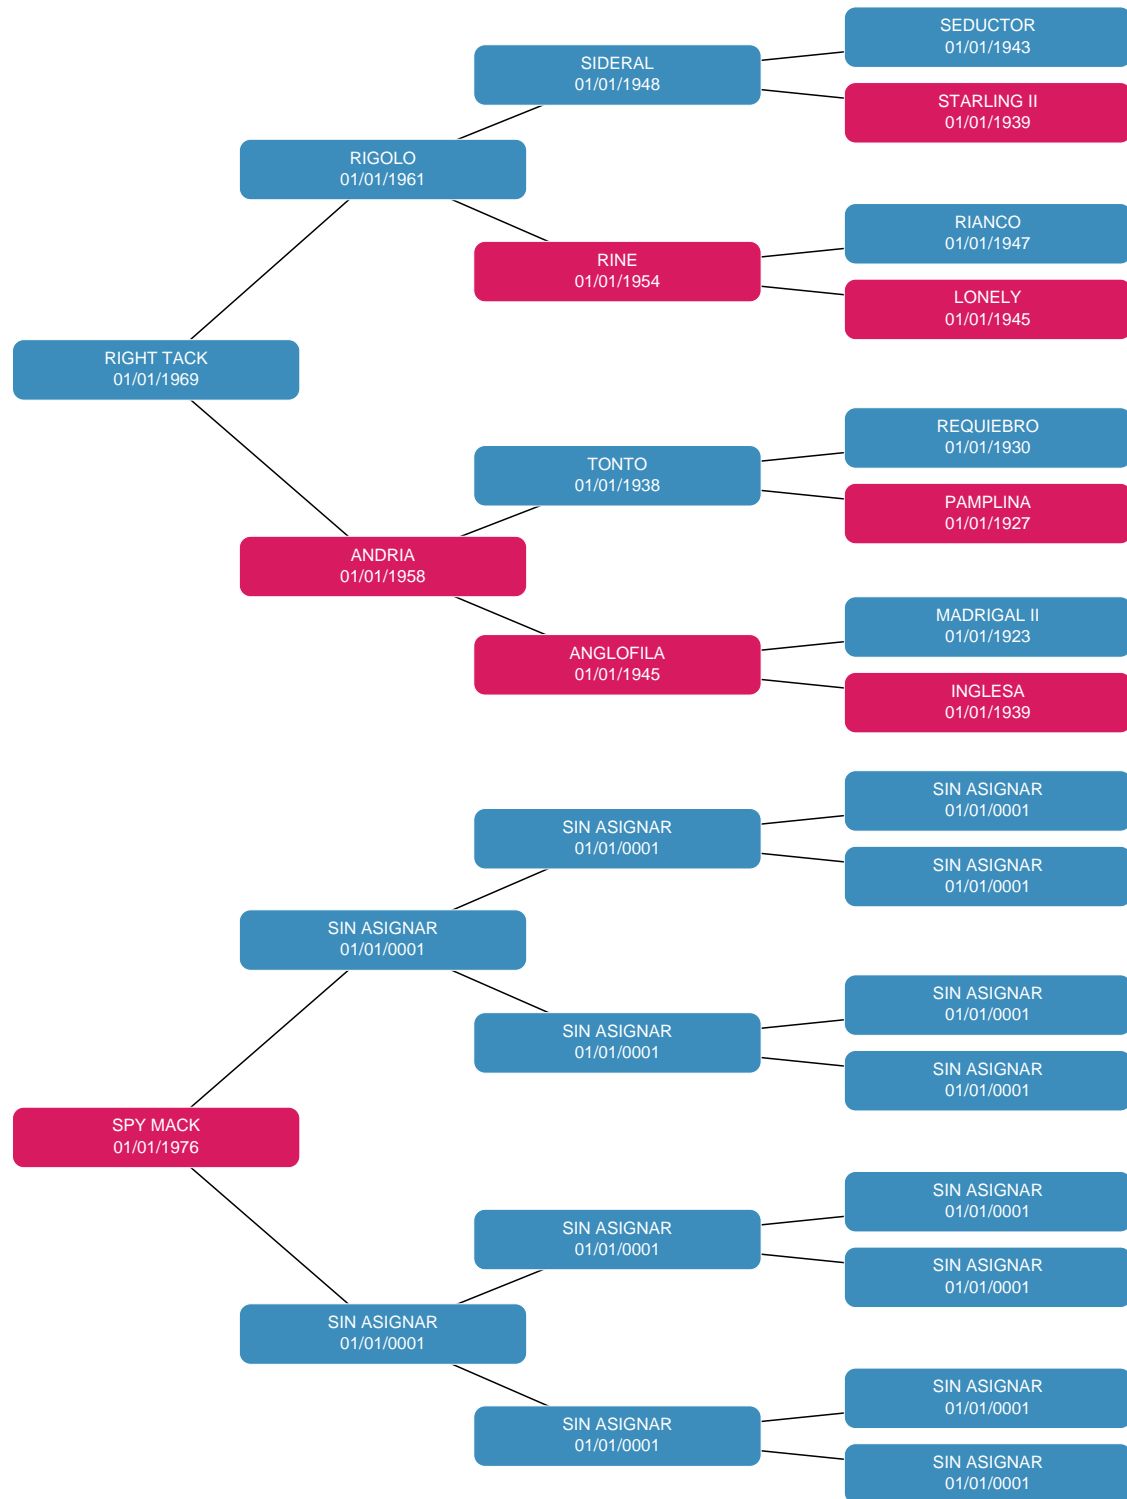 SEDUCTOR
01/01/1943
SIDERAL
01/01/1948
STARLING II
01/01/1939
RIGOLO
01/01/1961
RIANCO
01/01/1947
RINE
01/01/1954
LONELY
01/01/1945
RIGHT TACK
01/01/1969
REQUIEBRO
01/01/1930
TONTO
01/01/1938
PAMPLINA
01/01/1927
ANDRIA
01/01/1958
MADRIGAL II
01/01/1923
ANGLOFILA
01/01/1945
INGLESA
01/01/1939
SIN ASIGNAR
01/01/0001
SIN ASIGNAR
01/01/0001
SIN ASIGNAR
01/01/0001
SIN ASIGNAR
01/01/0001
SIN ASIGNAR
01/01/0001
SIN ASIGNAR
01/01/0001
SIN ASIGNAR
01/01/0001
SPY MACK
01/01/1976
SIN ASIGNAR
01/01/0001
SIN ASIGNAR
01/01/0001
SIN ASIGNAR
01/01/0001
SIN ASIGNAR
01/01/0001
SIN ASIGNAR
01/01/0001
SIN ASIGNAR
01/01/0001
SIN ASIGNAR
01/01/0001